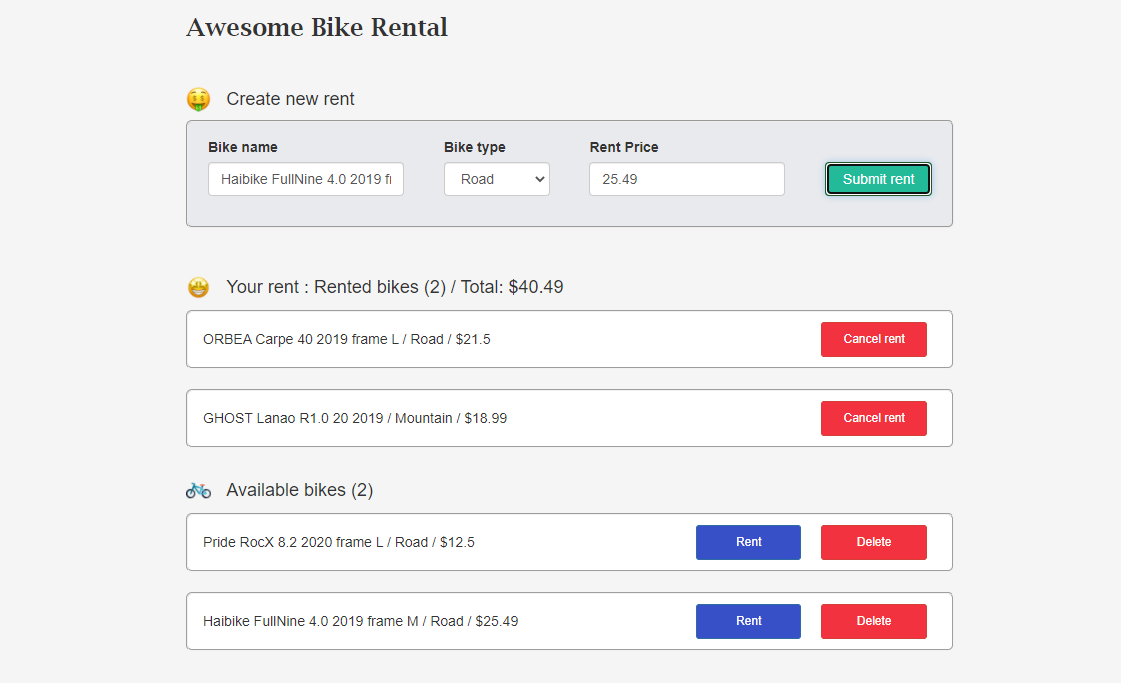 Awesome Bike Rental
Create new rent
Bike name Bike type Rent Price
Haibike FullNine 4.0 2019 Road 25.49 Submit rent
Your rent : Rented bikes (2) / Total: $40.49
ORBEA Carpe 40 2019 frame L / Road / $21.5 Cancel rent
GHOST Lanao R1.0 20 2019 / Mountain / $18.99 Cancel rent
Available bikes (2)
Pride RocX 8.2 2020 frame L / Road / $12.5 Rent Delete
Haibike FullNine 4.0 2019 frame M / Road / $25.49 Rent Delete